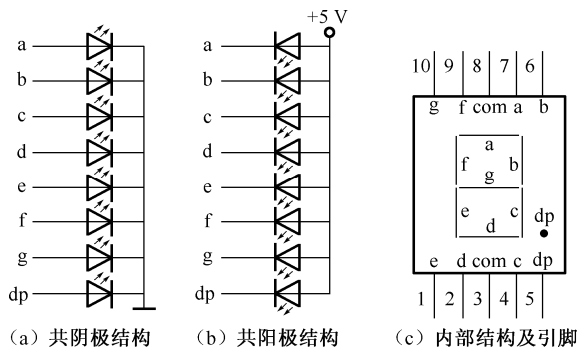 +5 V
a
b
c
d
e
f
g
dp
a
b
c
d
e
f
g
dp
10 9 8 7 6
g f com a b
a
f b
g
e c
d
dp
e d com c dp
1 2 3 4 5
(a) 共阴极结构
(b) 共阳极结构
(c) 内部结构及引脚